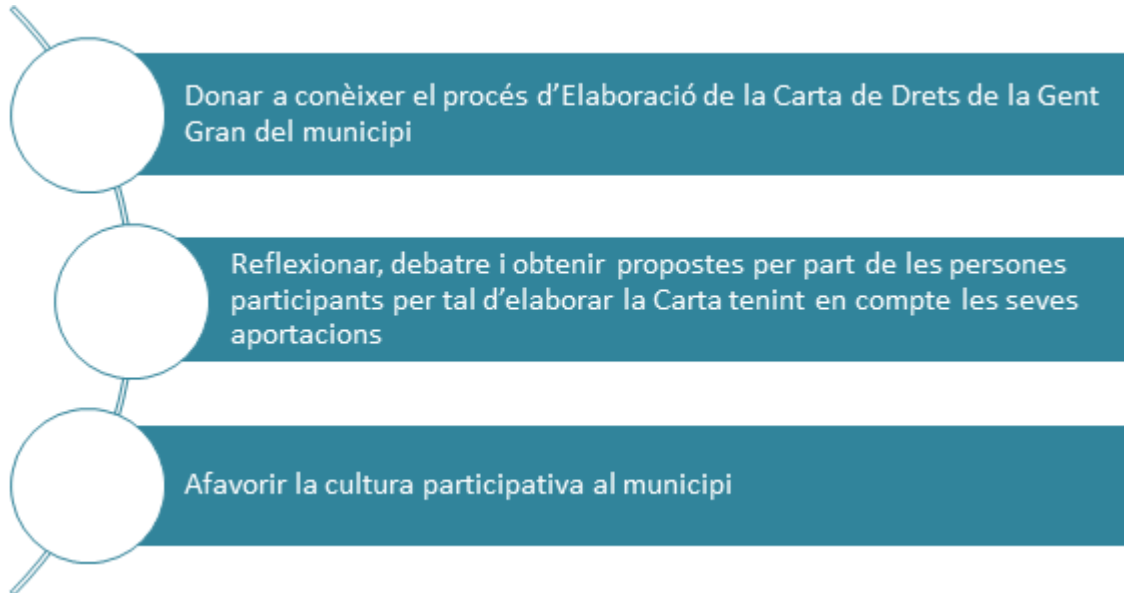 Donar a conèixer el procés d’Elaboració de la Carta de Drets de la Gent
Gran del municipi
Reflexionar, debatre i obtenir propostes per part de les persones
participants per tal d’elaborar la Carta tenint en compte les seves
aportacions
Afavorir la cultura participativa al municipi